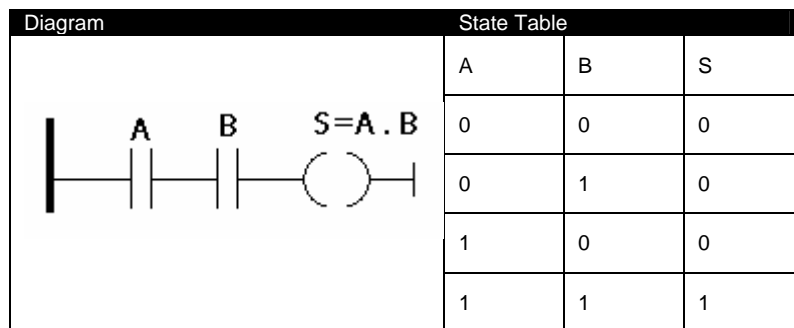 Diagram State Table
A B S
A B S=A.B
0 0 0
0 1 0
1 0 0
1 1 1